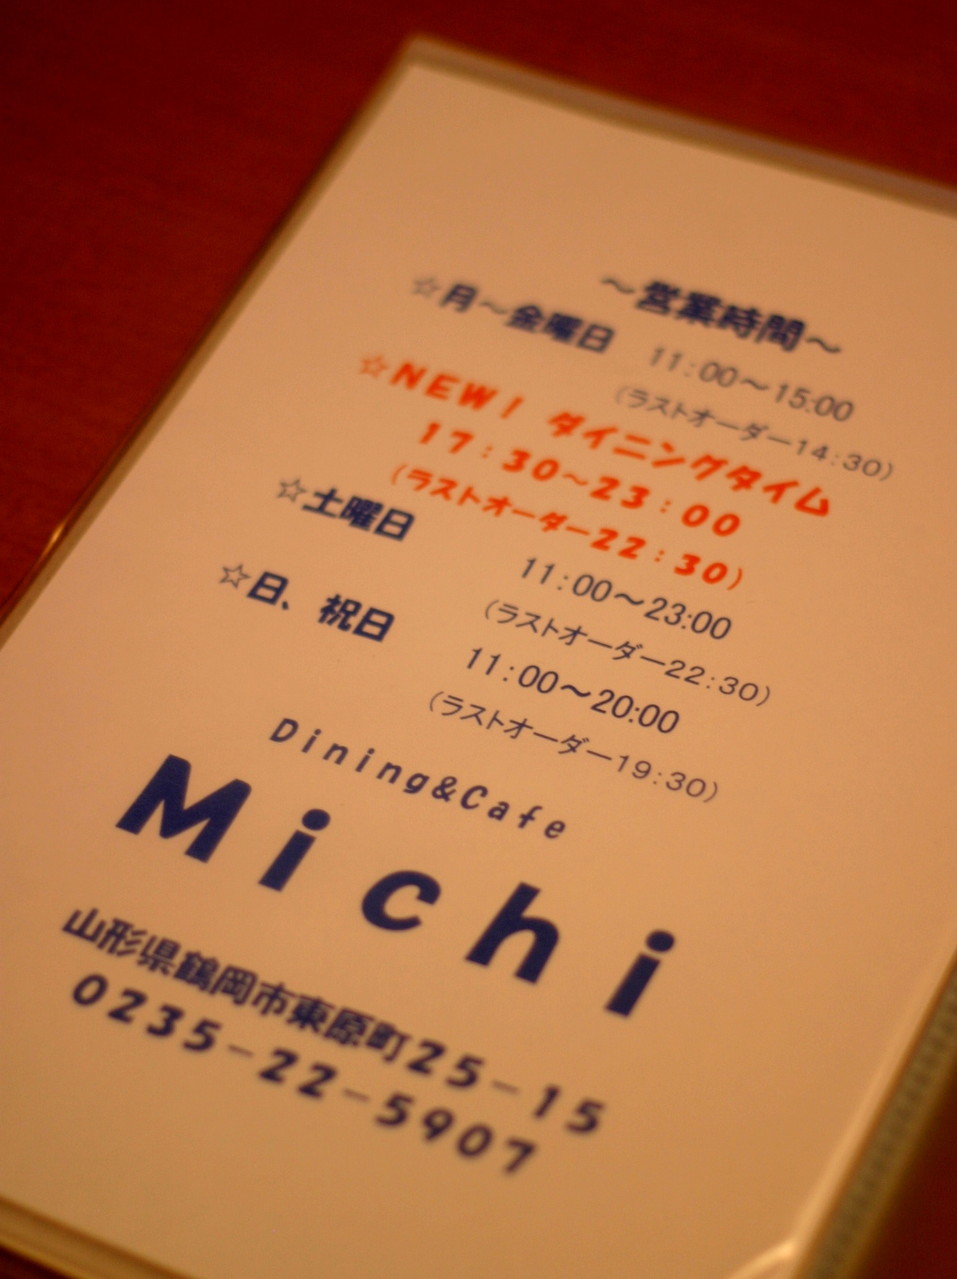 ～営業時間～
☆月～金曜日 11:00～15:00
(ラストオーダー14:30)
☆NEW! ダイニングタイム
17:30～23:00
(ラストオーダー22:30)
☆土曜日 11:00～23:00
(ラストオーダー22:30)
☆日、祝日 11:00～20:00
(ラストオーダー19:30)
Dining&Cafe
Michi
山形県鶴岡市東原町25-15
0235-22-5907